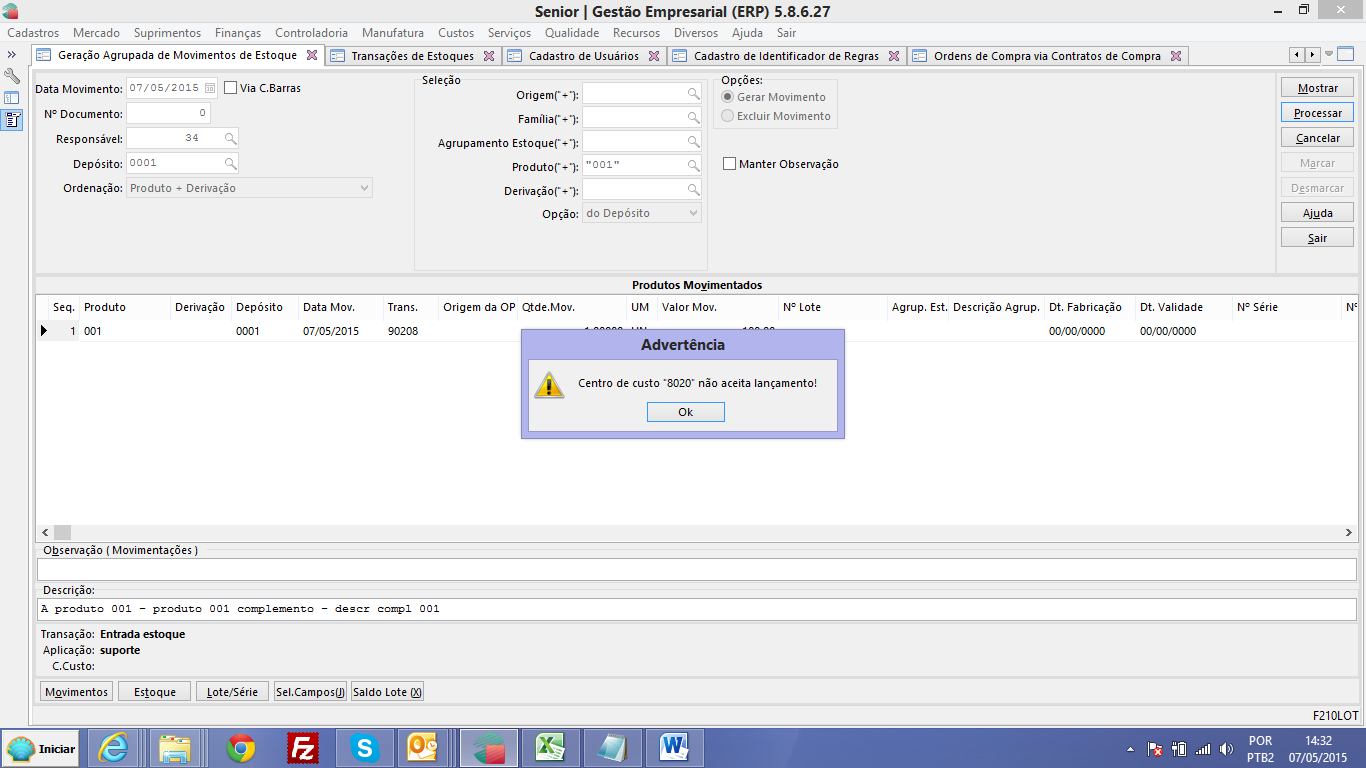 Senior | Gestão Empresarial (ERP) 5.8.6.27
Cadastros Mercado Suprimentos Finanças Controladoria Manufatura Custos Serviços Qualidade Recursos Diversos Ajuda Sair
Geração Agrupada de Movimentos de Estoque Transações de Estoques Cadastro de Usuários Cadastro de Identificador de Regras Ordens de Compra via Contratos de Compra
Data Movimento: 07/05/2015 Via C.Barras
Nº Documento: 0
Responsável: 34
Depósito: 0001
Ordenação: Produto + Derivação
Seleção
Origem("+"):
Família("+"):
Agrupamento Estoque("+"):
Produto("+"): "001"
Derivação("+"):
Opção: do Depósito
Opções:
Gerar Movimento
Excluir Movimento
Manter Observação
Mostrar
Processar
Cancelar
Marcar
Desmarcar
Ajuda
Sair
Produtos Movimentados
Seq. Produto Derivação Depósito Data Mov. Trans. Origem da OP Qtde.Mov. UM Valor Mov. Nº Lote Agrup. Est. Descrição Agrup. Dt. Fabricação Dt. Validade Nº Série Nº
1 001 0001 07/05/2015 90208 00/00/0000 00/00/0000
Advertência
Centro de custo "8020" não aceita lançamento!
Ok
Observação ( Movimentações )
Descrição:
A produto 001 - produto 001 complemento - descr compl 001
Transação: Entrada estoque
Aplicação: suporte
C.Custo:
Movimentos Estoque Lote/Série Sel.Campos(J) Saldo Lote (X)
F210LOT
Iniciar
POR 14:32
PTB2 07/05/2015